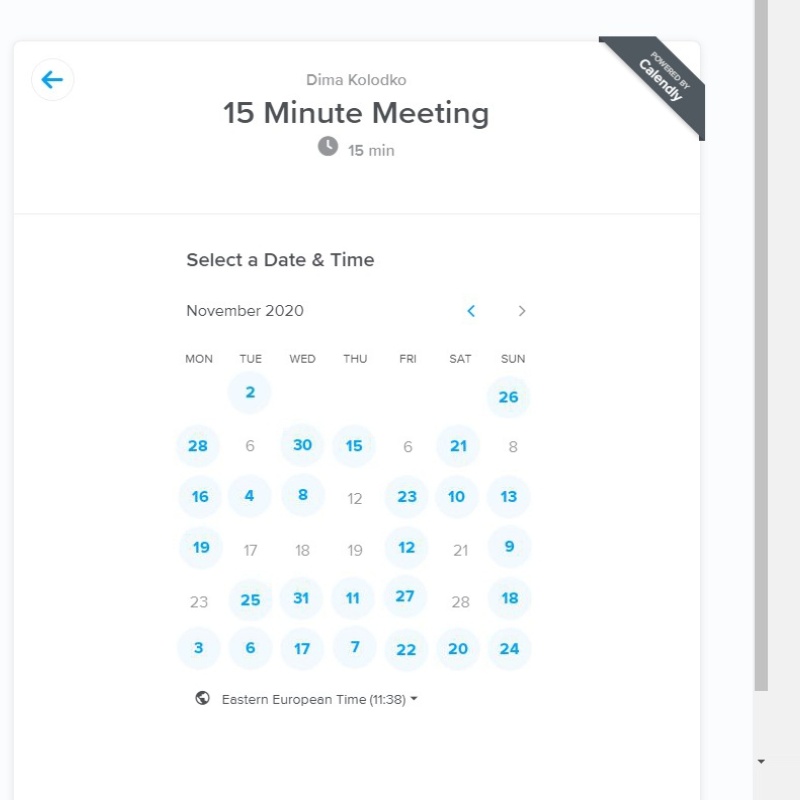 POWERED BY
Calendly
Dima Kolodko
15 Minute Meeting
15 min
Select a Date & Time
November 2020
MON TUE WED THU FRI SAT SUN
2 26
28 6 30 15 6 21 8
16 4 8 12 23 10 13
19 17 18 19 12 21 9
23 25 31 11 27 28 18
3 6 17 7 22 20 24
Eastern European Time (11:38)